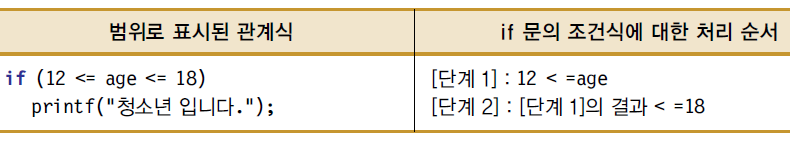 범위로 표시된 관계식
if 문의 조건식에 대한 처리 순서
if (12 <= age <= 18)
printf("청소년 입니다.");
[단계 1] : 12 < =age
[단계 2] : [단계 1]의 결과 < =18